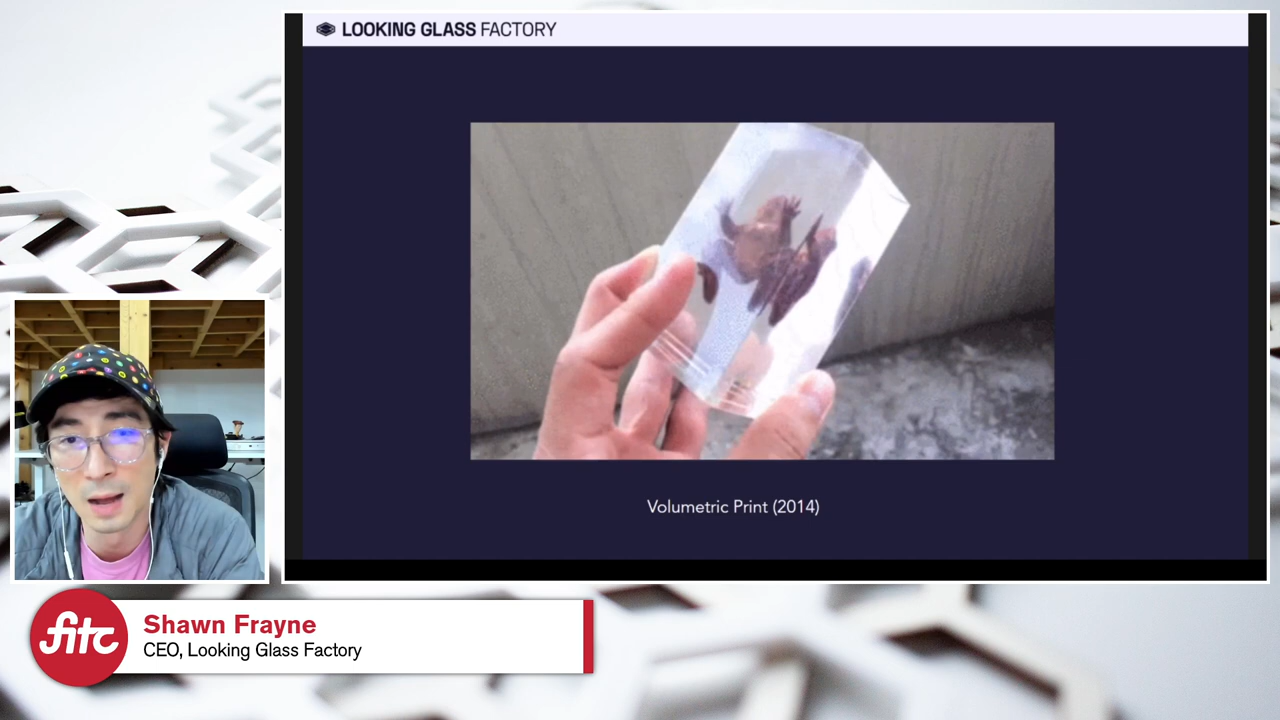 LOOKING GLASS FACTORY
Volumetric Print (2014)
fitc
Shawn Frayne
CEO, Looking Glass Factory